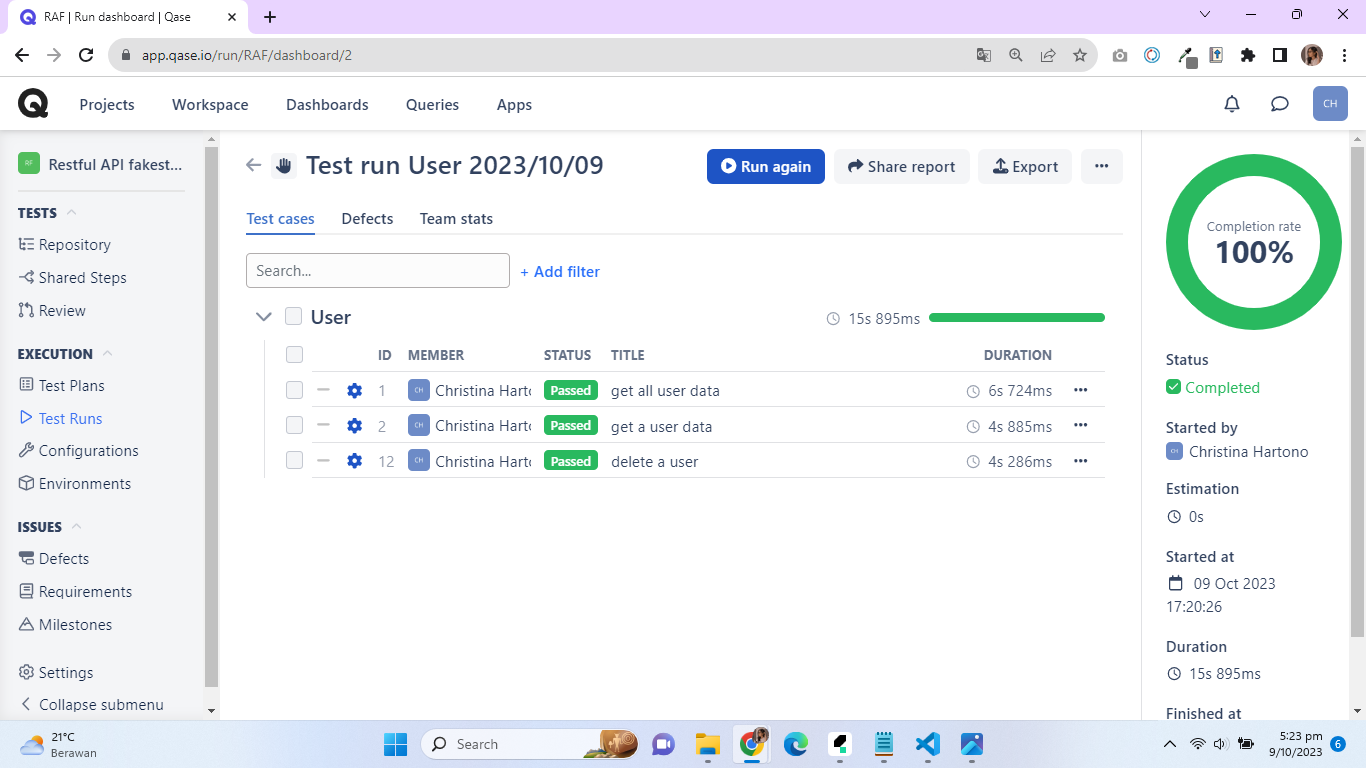 RAF | Run dashboard | Qase
app.qase.io/run/RAF/dashboard/2
Projects Workspace Dashboards Queries Apps CH
RF Restful API fakest...
TESTS
Repository
Shared Steps
Review
EXECUTION
Test Plans
Test Runs
Configurations
Environments
ISSUES
Defects
Requirements
Milestones
Settings
Collapse submenu
Test run User 2023/10/09
Run again Share report Export
Test cases Defects Team stats
Search... + Add filter
User 15s 895ms
ID MEMBER STATUS TITLE DURATION
1 CH Christina Harto Passed get all user data 6s 724ms
2 CH Christina Harto Passed get a user data 4s 885ms
12 CH Christina Harto Passed delete a user 4s 286ms
Completion rate
100%
Status
Completed
Started by
CH Christina Hartono
Estimation
0s
Started at
09 Oct 2023
17:20:26
Duration
15s 895ms
Finished at
21°C
Berawan
Search
5:23 pm
9/10/2023
6